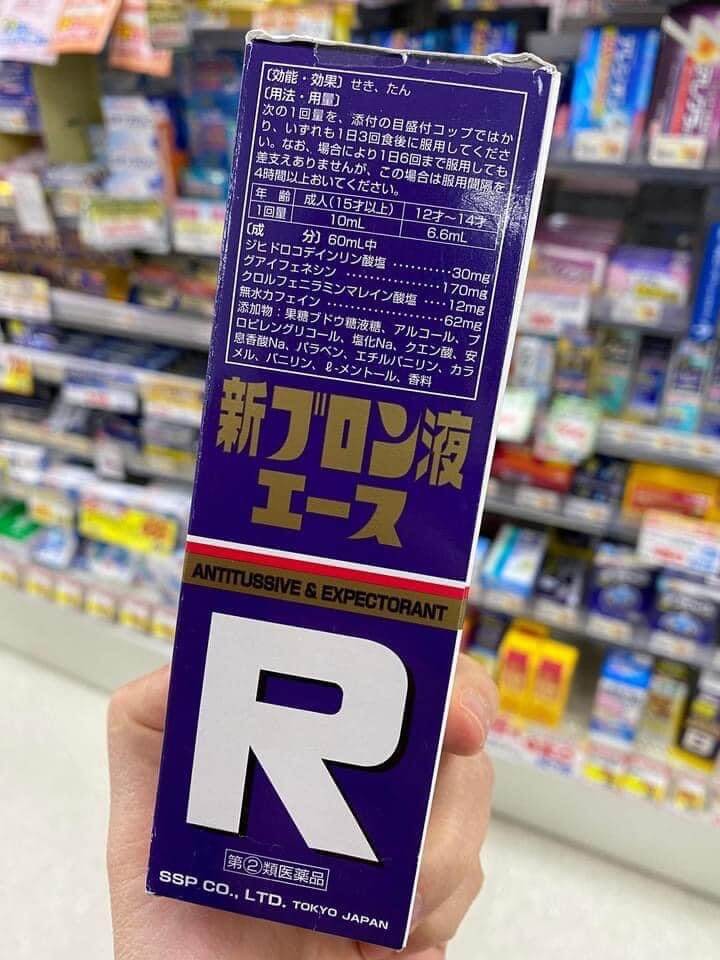 〔効能・効果〕せき、たん
〔用法・用量〕
次の1回量を、添付の目盛付コップではか
り、いずれも1日3回食後に服用してくださ
い。なお、場合により1日6回まで服用しても
差支えありませんが、この場合は服用間隔を
4時間以上おいてください。
年 齢 成人(15才以上) 12才〜14才
1回量 10mL 6.6mL
〔成 分〕60mL中
ジヒドロコデインリン酸塩 ‥‥‥‥‥30mg
グアイフェネシン ‥‥‥‥‥‥‥‥170mg
クロルフェニラミンマレイン酸塩 ‥‥12mg
無水カフェイン ‥‥‥‥‥‥‥‥‥62mg
添加物：果糖ブドウ糖液糖、アルコール、プ
ロピレングリコール、塩化Na、クエン酸、安
息香酸Na、パラベン、エチルバニリン、カラ
メル、バニリン、ℓ-メントール、香料
新ブロン液
エース
ANTITUSSIVE & EXPECTORANT
R
第②類医薬品
SSP CO., LTD. TOKYO JAPAN